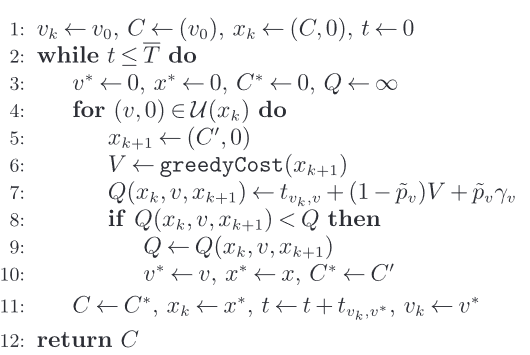 1: v_k ← v_0, C ← (v_0), x_k ← (C, 0), t ← 0
2: while t ≤ T̅ do
3: v* ← 0, x* ← 0, C* ← 0, Q ← ∞
4: for (v, 0) ∈ 𝒰(x_k) do
5: x_{k+1} ← (C′, 0)
6: V ← greedyCost(x_{k+1})
7: Q(x_k, v, x_{k+1}) ← t_{v_k,v} + (1 − p̃_v)V + p̃_vγ_v
8: if Q(x_k, v, x_{k+1}) < Q then
9: Q ← Q(x_k, v, x_{k+1})
10: v* ← v, x* ← x, C* ← C′
11: C ← C*, x_k ← x*, t ← t + t_{v_k,v*}, v_k ← v*
12: return C